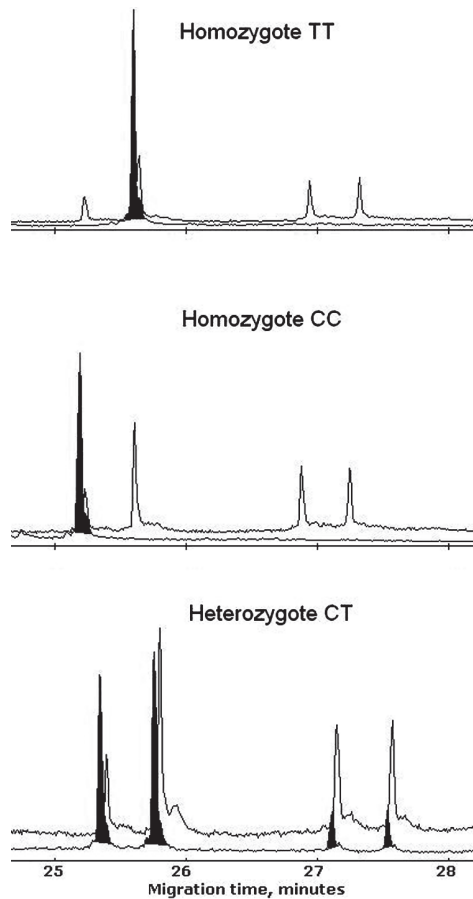 Homozygote TT
Homozygote CC
Heterozygote CT
25 26 27 28
Migration time, minutes